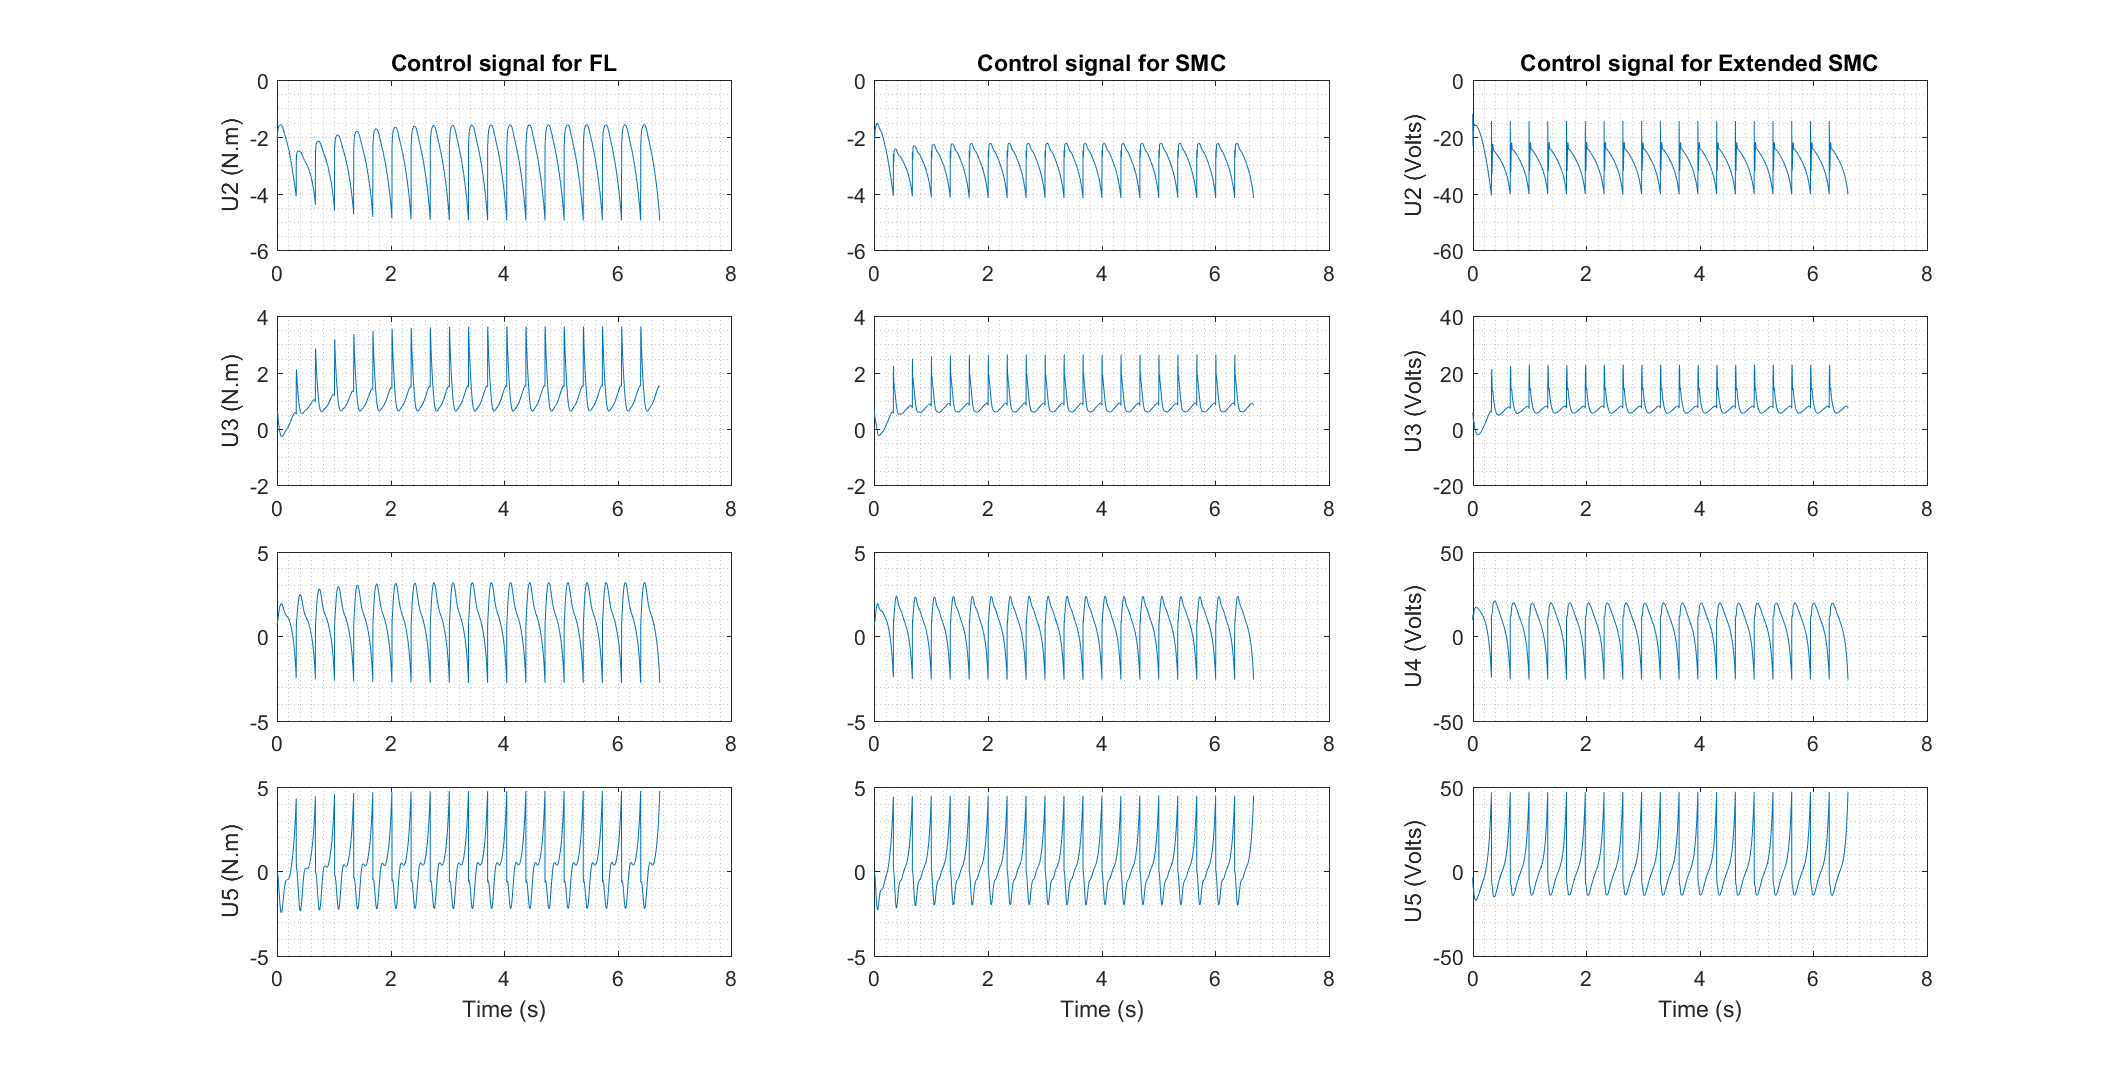 Control signal for FL
Control signal for SMC
Control signal for Extended SMC
U2 (N.m)
0
-2
-4
-6
0 2 4 6 8
0
-2
-4
-6
0 2 4 6 8
U2 (Volts)
0
-20
-40
-60
0 2 4 6 8
U3 (N.m)
4
2
0
-2
0 2 4 6 8
4
2
0
-2
0 2 4 6 8
U3 (Volts)
40
20
0
-20
0 2 4 6 8
5
0
-5
0 2 4 6 8
5
0
-5
0 2 4 6 8
U4 (Volts)
50
0
-50
0 2 4 6 8
U5 (N.m)
5
0
-5
0 2 4 6 8
Time (s)
5
0
-5
0 2 4 6 8
Time (s)
U5 (Volts)
50
0
-50
0 2 4 6 8
Time (s)